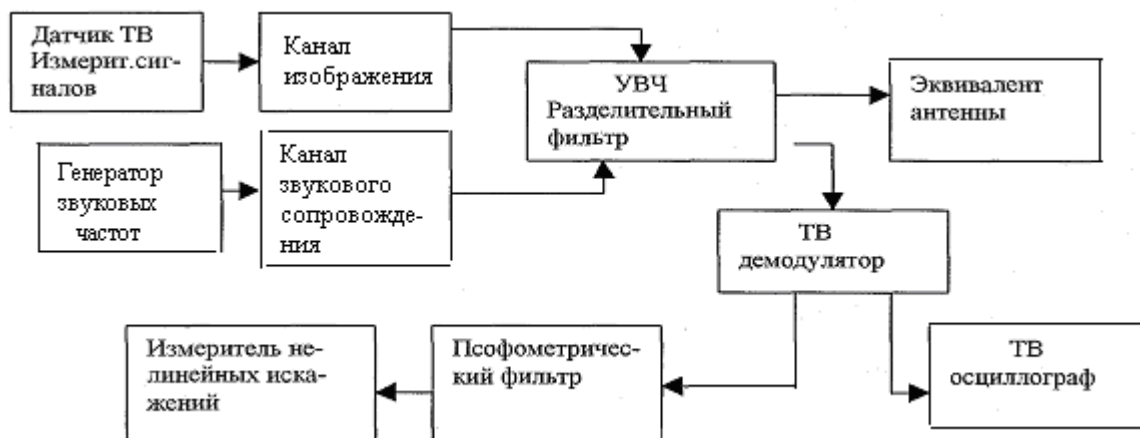 Датчик ТВ
Измерит.сиг-
налов
Канал
изображения
УВЧ
Разделительный
фильтр
Эквивалент
антенны
Генератор
звуковых
частот
Канал
звукового
сопровожде-
ния
ТВ
демодулятор
Измеритель не-
линейных иска-
жений
Псофометричес-
кий фильтр
ТВ
осциллограф